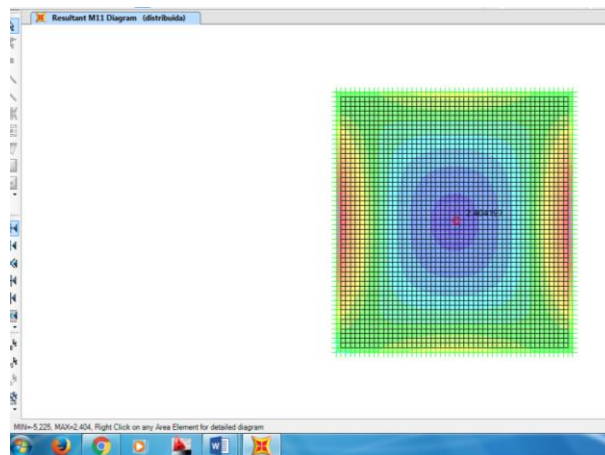 Resultant M11 Diagram (distribuida)
MIN=-5,225, MAX=2,404, Right Click on any Area Element for detailed diagram